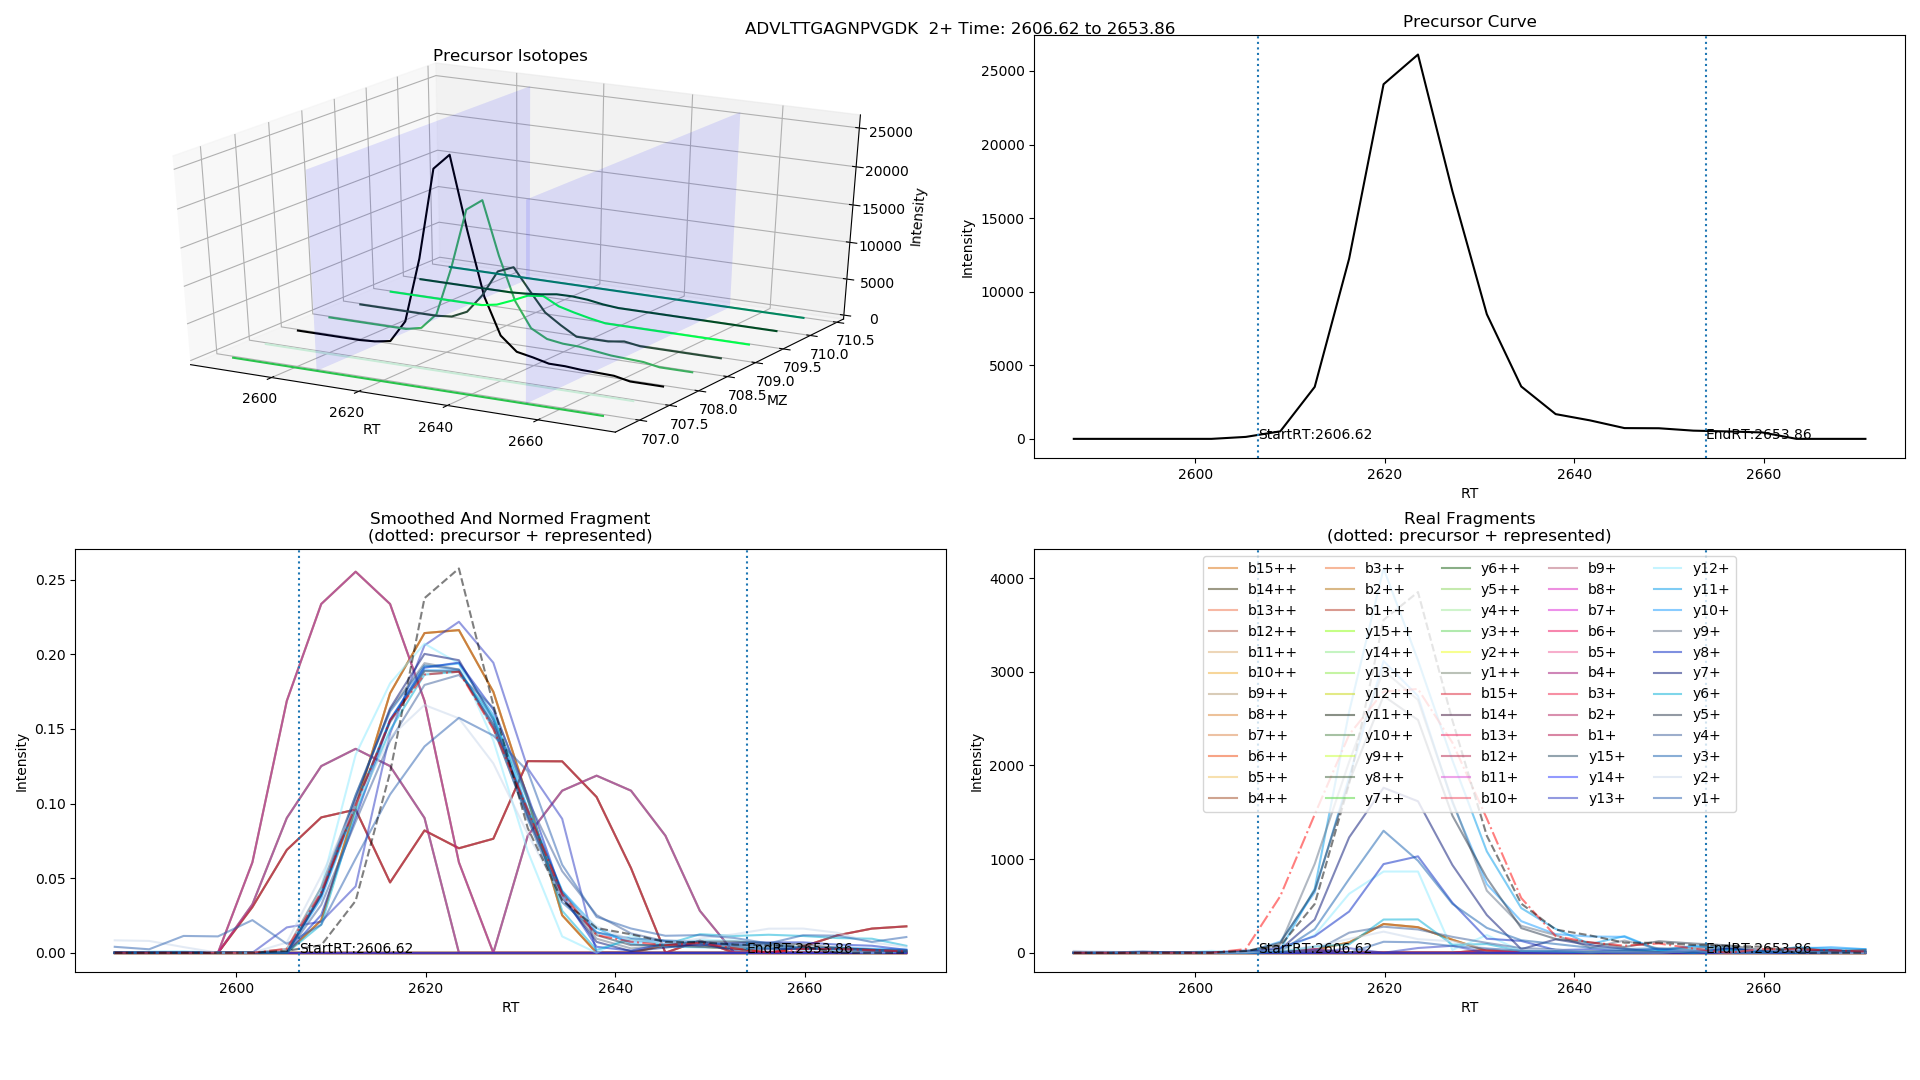 ADVLTTGAGNPVGDK  2+ Time: 2606.62 to 2653.86
Precursor Isotopes
25000
20000
15000
10000
5000
0
Intensity
710.5
710.0
709.5
709.0
708.5
708.0
707.5
707.0
MZ
2600
2620
2640
2660
RT
Precursor Curve
25000
20000
15000
10000
5000
0
Intensity
StartRT:2606.62
EndRT:2653.86
2600
2620
2640
2660
RT
Smoothed And Normed Fragment
(dotted: precursor + represented)
0.25
0.20
0.15
0.10
0.05
0.00
Intensity
StartRT:2606.62
EndRT:2653.86
2600
2620
2640
2660
RT
Real Fragments
(dotted: precursor + represented)
4000
3000
2000
1000
0
Intensity
b15++
b14++
b13++
b12++
b11++
b10++
b9++
b8++
b7++
b6++
b5++
b4++
b3++
b2++
b1++
y15++
y14++
y13++
y12++
y11++
y10++
y9++
y8++
y7++
y6++
y5++
y4++
y3++
y2++
y1++
b15+
b14+
b13+
b12+
b11+
b10+
b9+
b8+
b7+
b6+
b5+
b4+
b3+
b2+
b1+
y15+
y14+
y13+
y12+
y11+
y10+
y9+
y8+
y7+
y6+
y5+
y4+
y3+
y2+
y1+
StartRT:2606.62
EndRT:2653.86
2600
2620
2640
2660
RT